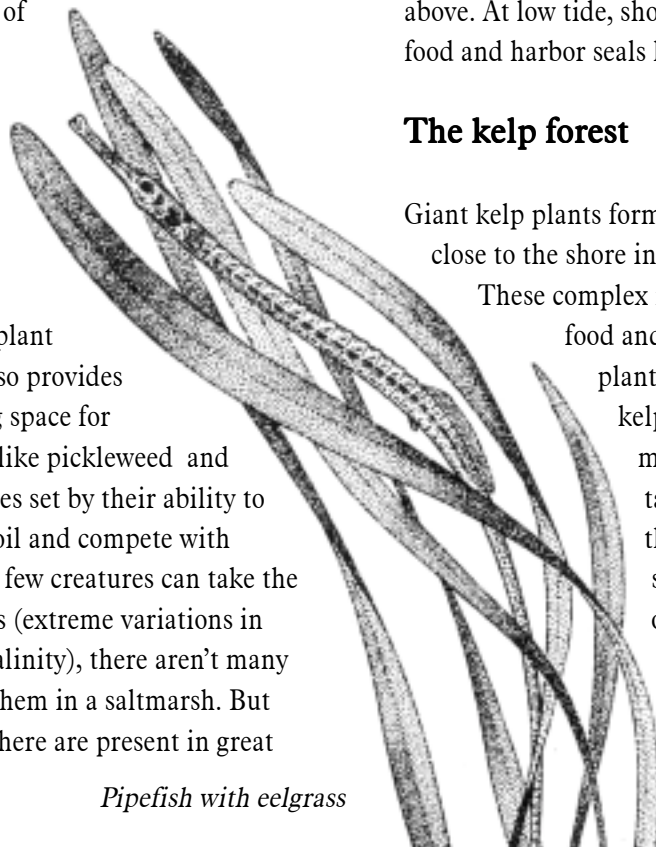 of
plant
so provides
space for
like pickleweed and
es set by their ability to
oil and compete with
few creatures can take the
s (extreme variations in
alinity), there aren't many
hem in a saltmarsh. But
here are present in great
Pipefish with eelgrass
above. At low tide, sho
food and harbor seals
The kelp forest
Giant kelp plants form
close to the shore in
These complex
food and
plant
kelp
m
ta
th
s